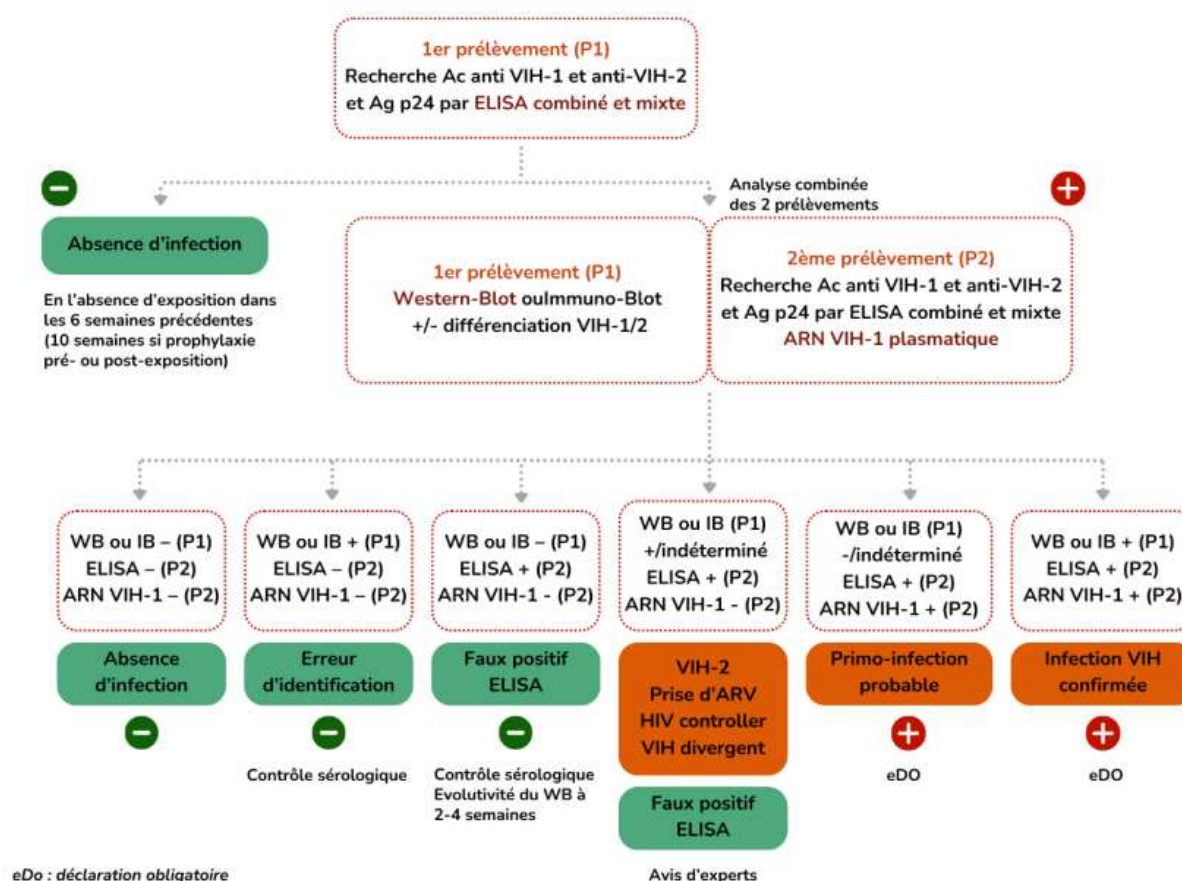 1er prélèvement (P1)
Recherche Ac anti VIH-1 et anti-VIH-2
et Ag p24 par ELISA combiné et mixte
Absence d'infection
En l'absence d'exposition dans
les 6 semaines précédentes
(10 semaines si prophylaxie
pré- ou post-exposition)
Analyse combinée
des 2 prélèvements
1er prélèvement (P1)
Western-Blot ouImmuno-Blot
+/- différenciation VIH-1/2
2ème prélèvement (P2)
Recherche Ac anti VIH-1 et anti-VIH-2
et Ag p24 par ELISA combiné et mixte
ARN VIH-1 plasmatique
WB ou IB – (P1)
ELISA – (P2)
ARN VIH-1 – (P2)
Absence
d'infection
WB ou IB + (P1)
ELISA – (P2)
ARN VIH-1 – (P2)
Erreur
d'identification
Contrôle sérologique
WB ou IB – (P1)
ELISA + (P2)
ARN VIH-1 - (P2)
Faux positif
ELISA
Contrôle sérologique
Evolutivité du WB à
2-4 semaines
WB ou IB (P1)
+/indéterminé
ELISA + (P2)
ARN VIH-1 - (P2)
VIH-2
Prise d'ARV
HIV controller
VIH divergent
Faux positif
ELISA
Avis d'experts
WB ou IB (P1)
-/indéterminé
ELISA + (P2)
ARN VIH-1 + (P2)
Primo-infection
probable
eDO
WB ou IB + (P1)
ELISA + (P2)
ARN VIH-1 + (P2)
Infection VIH
confirmée
eDO
eDo : déclaration obligatoire